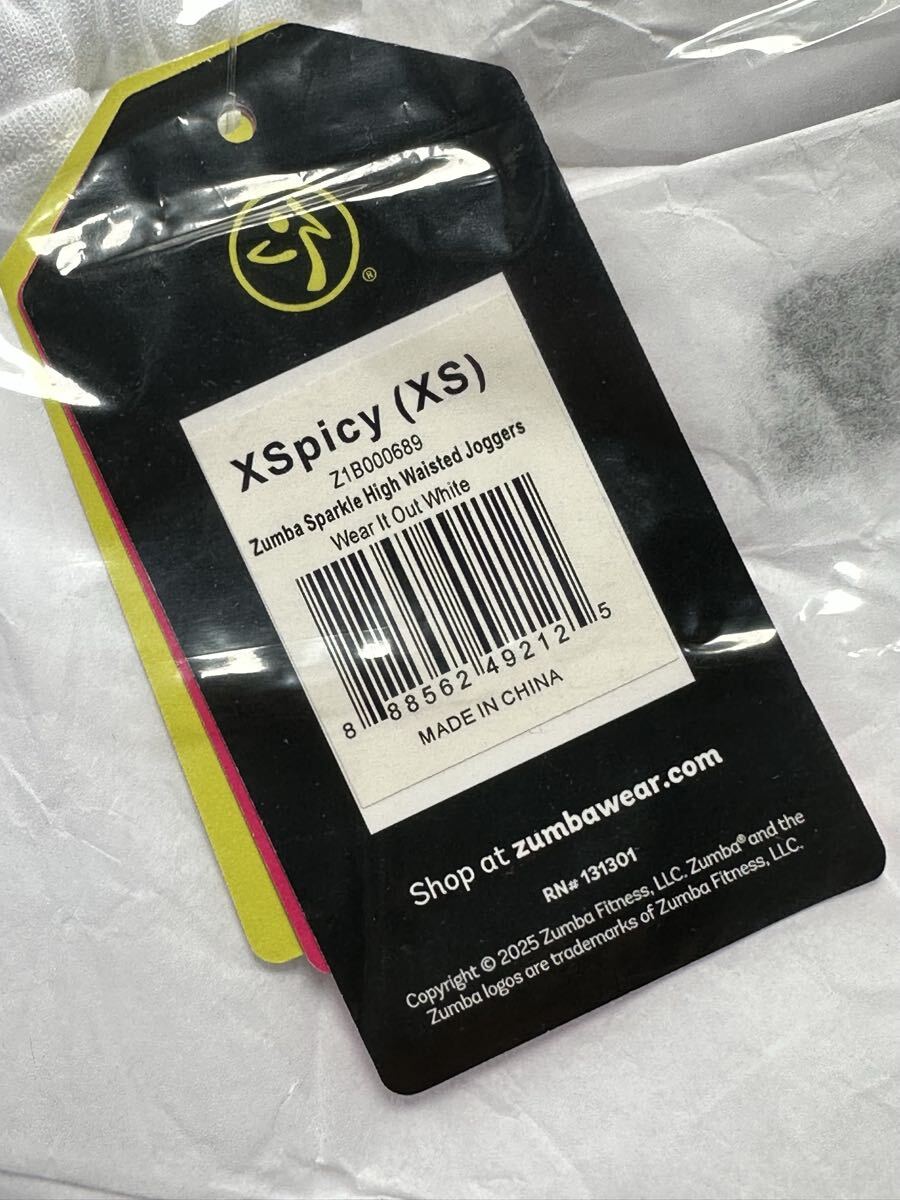 ®
XSpicy (XS)
Z1B000689
Zumba Sparkle High Waisted Joggers
Wear It Out White
8 88562 49212 5
MADE IN CHINA
Shop at zumbawear.com
RN# 131301
Copyright © 2025 Zumba Fitness, LLC. Zumba® and the
Zumba logos are trademarks of Zumba Fitness, LLC.